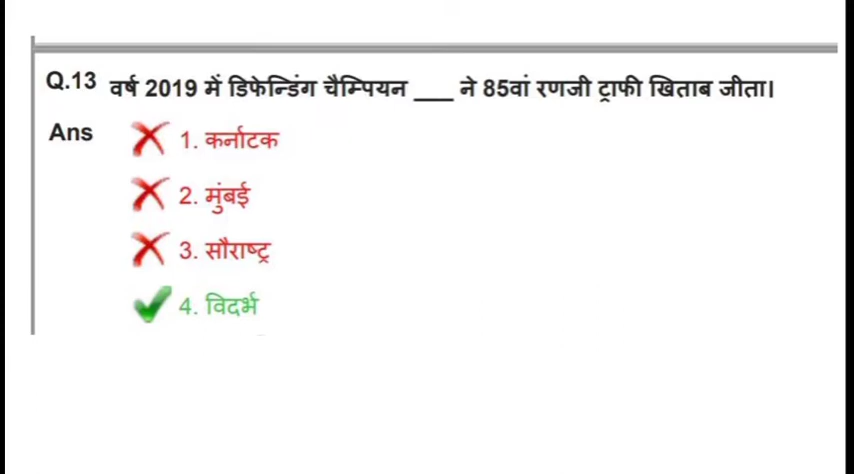 Q.13 वर्ष 2019 में डिफेन्डिंग चैम्पियन ___ ने 85वां रणजी ट्राफी खिताब जीता।
Ans 1. कर्नाटक
2. मुंबई
3. सौराष्ट्र
4. विदर्भ